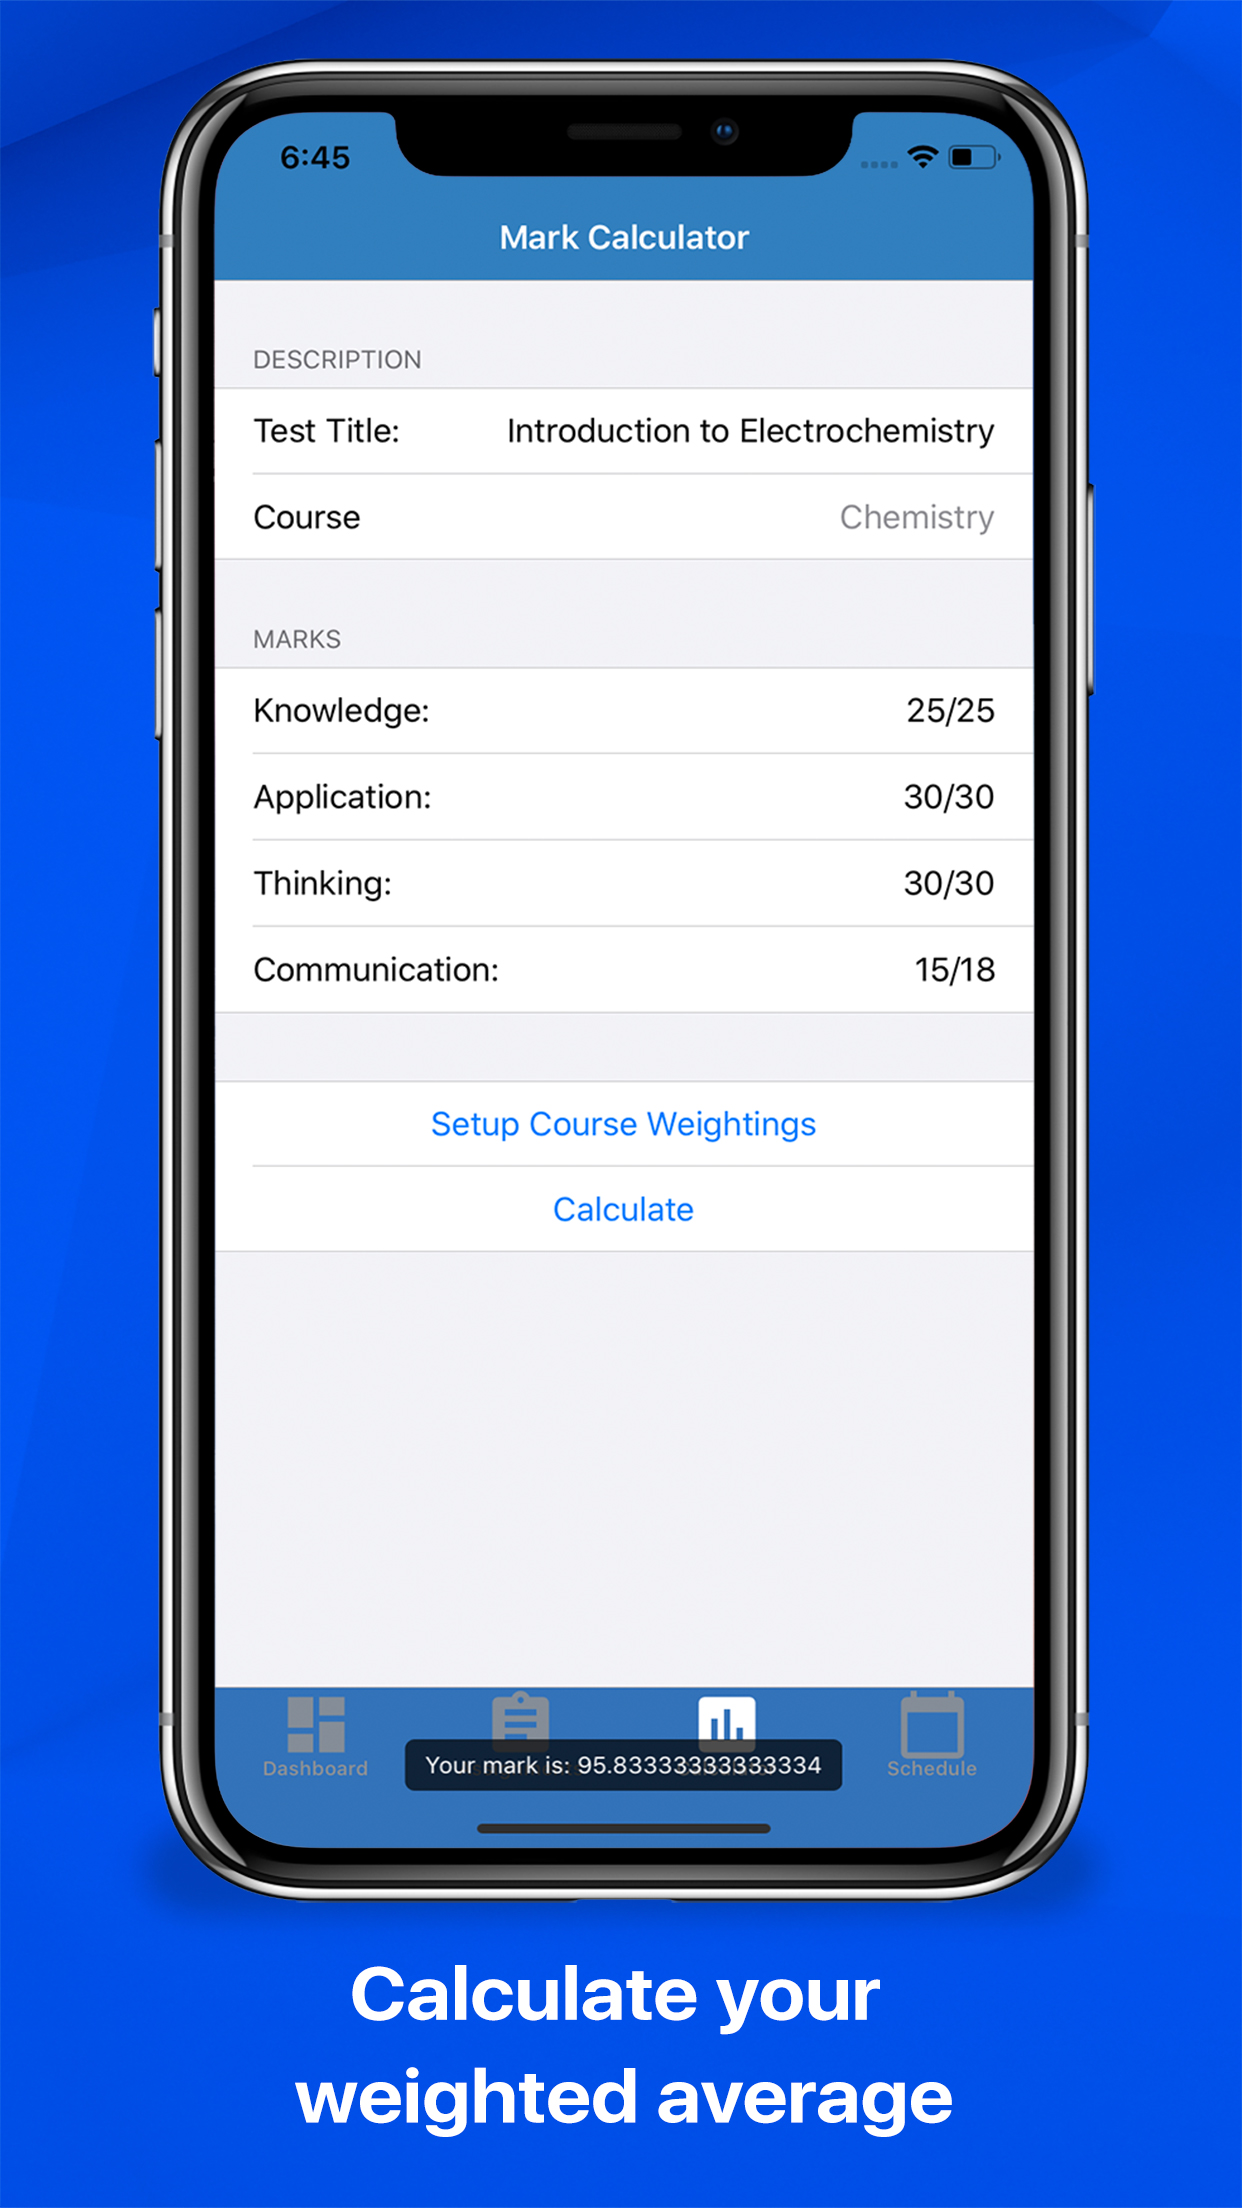 6:45
Mark Calculator
DESCRIPTION
Test Title: Introduction to Electrochemistry
Course Chemistry
MARKS
Knowledge: 25/25
Application: 30/30
Thinking: 30/30
Communication: 15/18
Setup Course Weightings
Calculate
Dashboard
Schedule
Your mark is: 95.83333333333334
Calculate your
weighted average